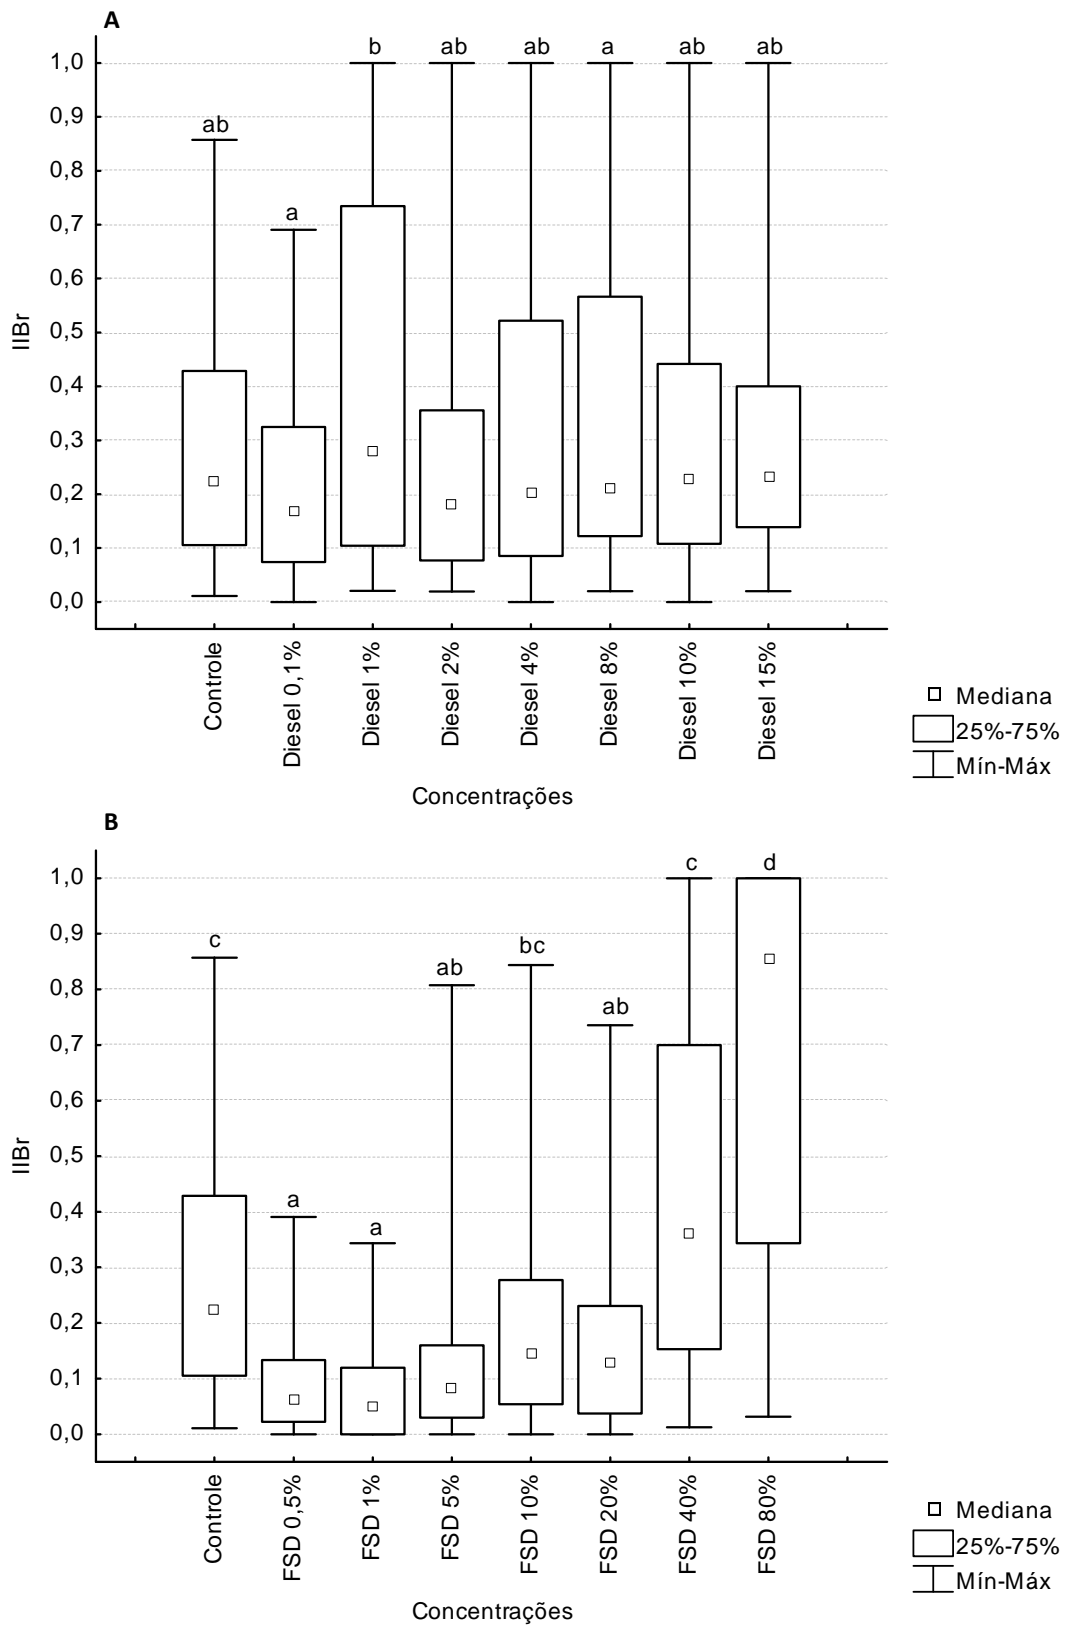 A
b ab ab a ab ab
1,0
0,9
ab
0,8
a
0,7
0,6
0,5
IIBr
0,4
0,3
0,2
0,1
0,0
Controle
Diesel 0,1%
Diesel 1%
Diesel 2%
Diesel 4%
Diesel 8%
Diesel 10%
Diesel 15%
Mediana
25%-75%
Mín-Máx
Concentrações
B
c d
1,0
c bc
0,9
ab
0,8
ab
0,7
0,6
0,5
IIBr
a
0,4
a
0,3
0,2
0,1
0,0
Controle
FSD 0,5%
FSD 1%
FSD 5%
FSD 10%
FSD 20%
FSD 40%
FSD 80%
Mediana
25%-75%
Mín-Máx
Concentrações